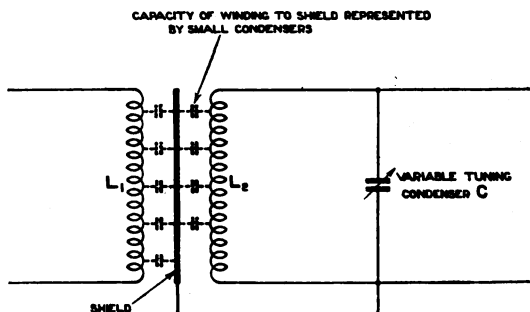 CAPACITY OF WINDING TO SHIELD REPRESENTED
BY SMALL CONDENSERS
L1
L2
VARIABLE TUNING
CONDENSER C
SHIELD